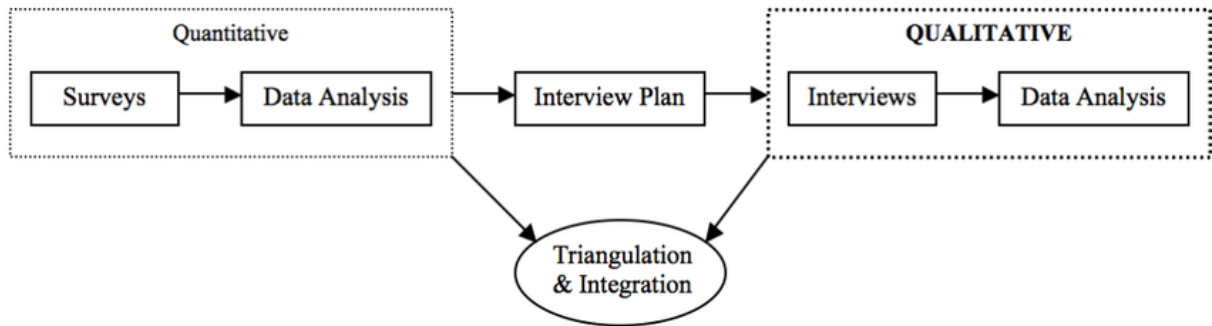 Quantitative
QUALITATIVE
Surveys
Data Analysis
Interview Plan
Interviews
Data Analysis
Triangulation
& Integration